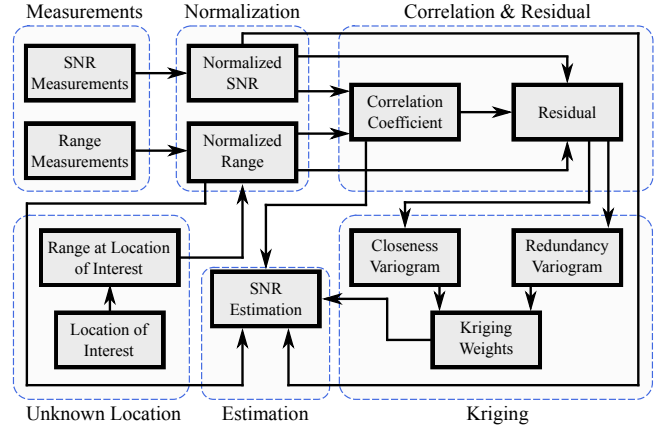 Measurements
Normalization
Correlation & Residual
SNR
Measurements
Normalized
SNR
Correlation
Coefficient
Residual
Range
Measurements
Normalized
Range
Range at Location
of Interest
Closeness
Variogram
Redundancy
Variogram
SNR
Estimation
Location of
Interest
Kriging
Weights
Unknown Location
Estimation
Kriging